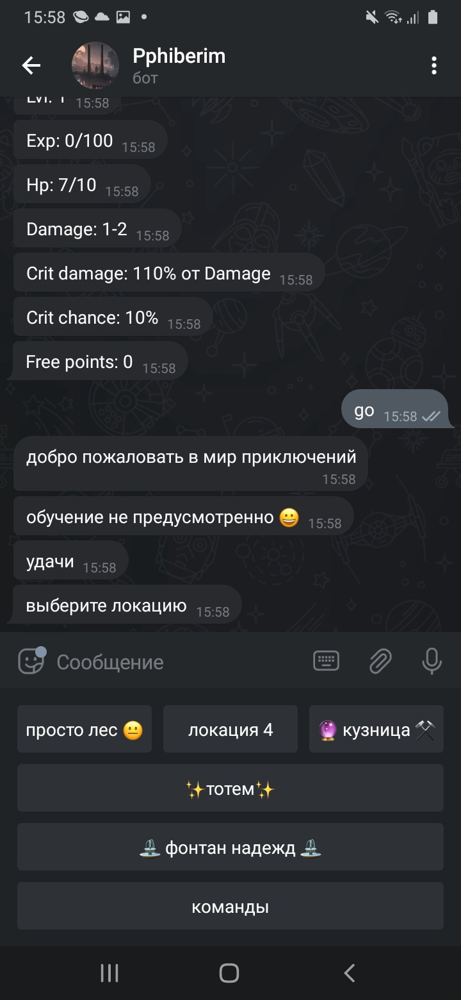 15:58
Pphiberim
бот
Lvl: 1 15:58
Exp: 0/100 15:58
Hp: 7/10 15:58
Damage: 1-2 15:58
Crit damage: 110% от Damage 15:58
Crit chance: 10% 15:58
Free points: 0 15:58
go 15:58
добро пожаловать в мир приключений
15:58
обучение не предусмотренно 😀 15:58
удачи 15:58
выберите локацию 15:58
Сообщение
просто лес 😐 локация 4 🔮 кузница ⚒️
✨тотем✨
⛲ фонтан надежд ⛲
команды